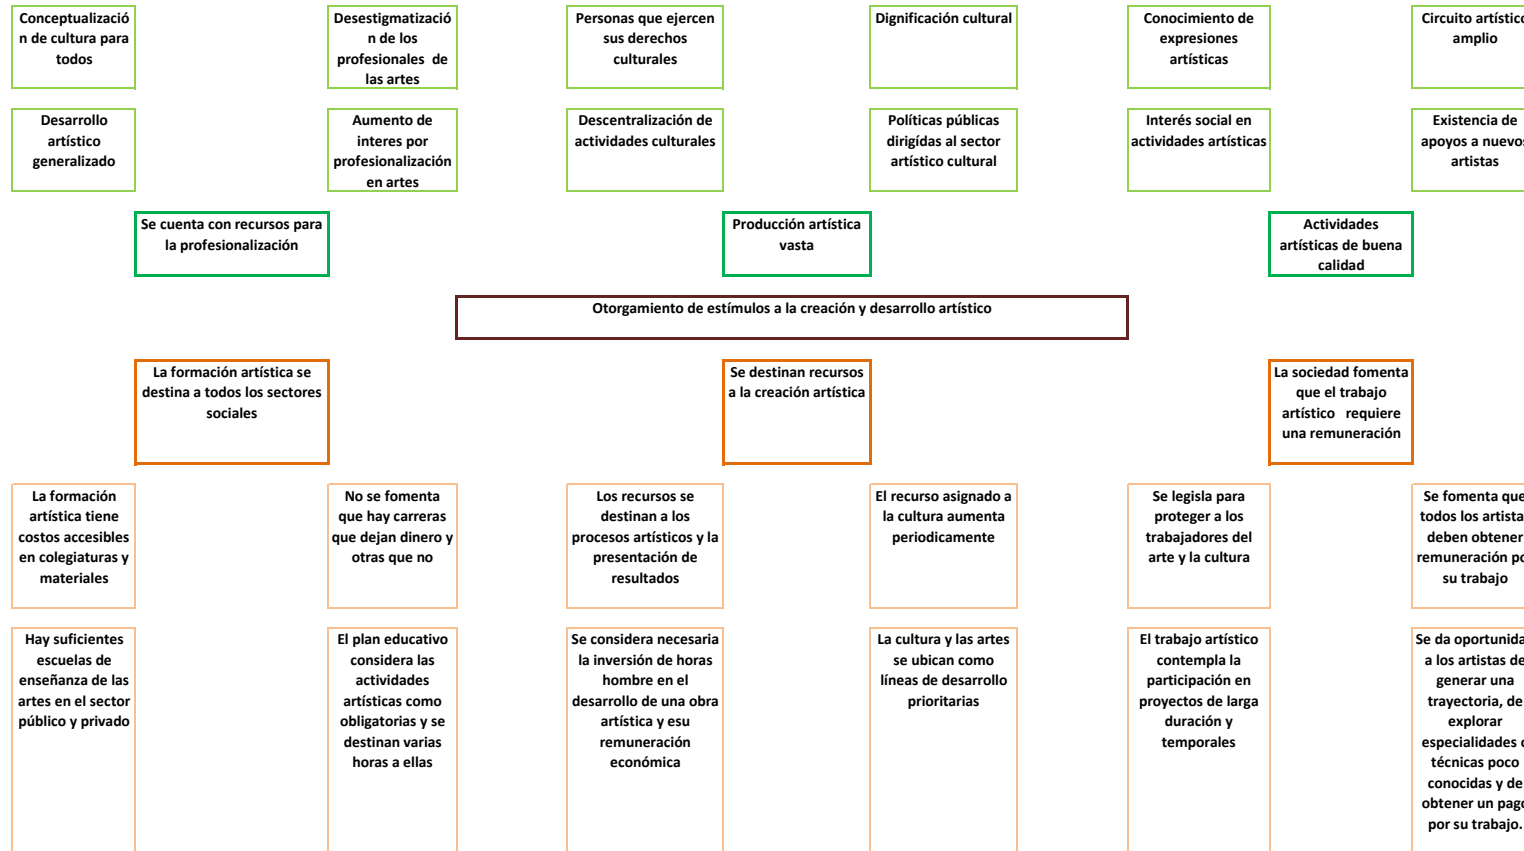 Conceptualizació
n de cultura para
todos
Desestigmatizació
n de los
profesionales de
las artes
Personas que ejercen
sus derechos
culturales
Dignificación cultural
Conocimiento de
expresiones
artísticas
Circuito artístico
amplio
Desarrollo
artístico
generalizado
Aumento de
interes por
profesionalización
en artes
Descentralización de
actividades culturales
Políticas públicas
dirigídas al sector
artístico cultural
Interés social en
actividades artísticas
Existencia de
apoyos a nuevos
artistas
Se cuenta con recursos para
la profesionalización
Producción artística
vasta
Actividades
artísticas de buena
calidad
Otorgamiento de estímulos a la creación y desarrollo artístico
La formación artística se
destina a todos los sectores
sociales
Se destinan recursos
a la creación artística
La sociedad fomenta
que el trabajo
artístico requiere
una remuneración
La formación
artística tiene
costos accesibles
en colegiaturas y
materiales
No se fomenta
que hay carreras
que dejan dinero y
otras que no
Los recursos se
destinan a los
procesos artísticos y la
presentación de
resultados
El recurso asignado a
la cultura aumenta
periodicamente
Se legisla para
proteger a los
trabajadores del
arte y la cultura
Se fomenta que
todos los artista
deben obtener
remuneración po
su trabajo
Hay suficientes
escuelas de
enseñanza de las
artes en el sector
público y privado
El plan educativo
considera las
actividades
artísticas como
obligatorias y se
destinan varias
horas a ellas
Se considera necesaria
la inversión de horas
hombre en el
desarrollo de una obra
artística y esu
remuneración
económica
La cultura y las artes
se ubican como
líneas de desarrollo
prioritarias
El trabajo artístico
contempla la
participación en
proyectos de larga
duración y
temporales
Se da oportunida
a los artistas de
generar una
trayectoria, de
explorar
especialidades o
técnicas poco
conocidas y de
obtener un pago
por su trabajo.